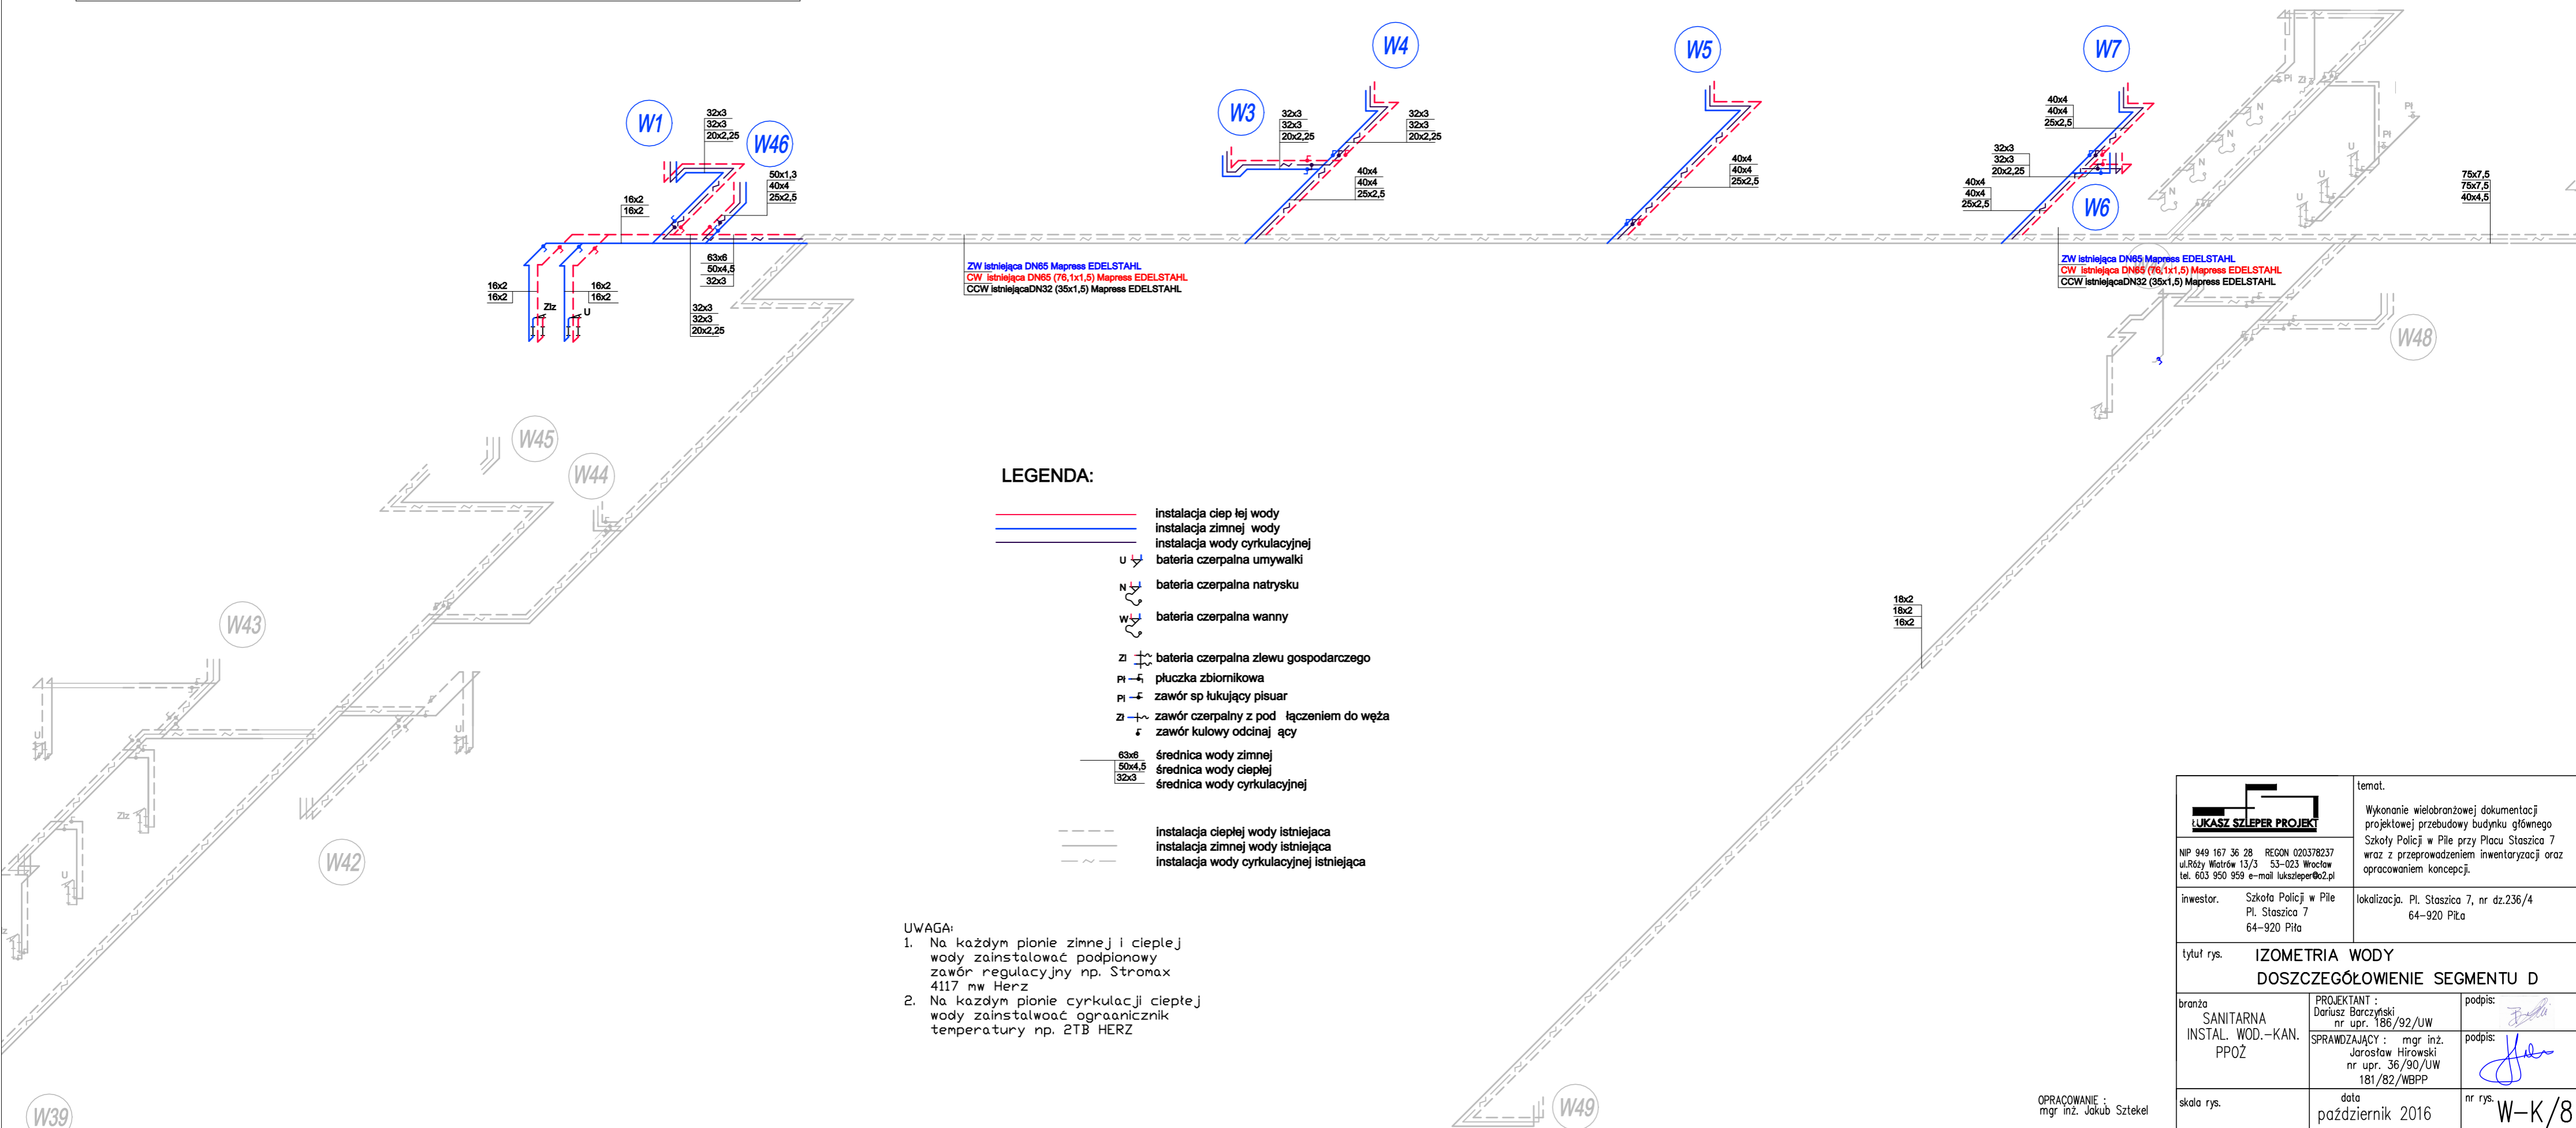 W4
W5
W7
W1
W46
W3
32x3
32x3
20x2,25
50x1,3
40x4
25x2,5
16x2
16x2
16x2
16x2
16x2
16x2
Zlz
U
63x6
50x4,5
32x3
32x3
32x3
20x2,25
32x3
32x3
20x2,25
32x3
32x3
20x2,25
40x4
40x4
25x2,5
40x4
40x4
25x2,5
40x4
40x4
25x2,5
32x3
32x3
20x2,25
40x4
40x4
25x2,5
W6
75x7,5
75x7,5
40x4,5
Pl Zl
Pł
Pl
N
N
N
N
U
U
U
ZW istniejąca DN65 Mapress EDELSTAHL
CW istniejąca DN65 (76,1x1,5) Mapress EDELSTAHL
CCW istniejącaDN32 (35x1,5) Mapress EDELSTAHL
ZW istniejąca DN65 Mapress EDELSTAHL
CW istniejąca DN65 (76,1x1,5) Mapress EDELSTAHL
CCW istniejącaDN32 (35x1,5) Mapress EDELSTAHL
W48
W45
W44
W43
W42
W39
W49
U
U
Zlz
U
18x2
18x2
16x2
LEGENDA:
instalacja ciep łej wody
instalacja zimnej wody
instalacja wody cyrkulacyjnej
U bateria czerpalna umywalki
N bateria czerpalna natrysku
W bateria czerpalna wanny
Zl bateria czerpalna zlewu gospodarczego
Pł płuczka zbiornikowa
Pl zawór sp łukujący pisuar
Zł zawór czerpalny z pod łączeniem do węża
zawór kulowy odcinaj ący
63x6 średnica wody zimnej
50x4,5 średnica wody ciepłej
32x3 średnica wody cyrkulacyjnej
instalacja ciepłej wody istniejaca
instalacja zimnej wody istniejąca
instalacja wody cyrkulacyjnej istniejąca
UWAGA:
1. Na każdym pionie zimnej i cieplej
wody zainstalować podpionowy
zawór regulacyjny np. Stromax
4117 mw Herz
2. Na kazdym pionie cyrkulacji ciepłej
wody zainstalwoać ograanicznik
temperatury np. 2TB HERZ
OPRACOWANIE :
mgr inż. Jakub Sztekel
ŁUKASZ SZLEPER PROJEKT
NIP 949 167 36 28 REGON 020378237
ul.Róży Wiatrów 13/3 53-023 Wrocław
tel. 603 950 959 e-mail lukszleper@o2.pl
temat.
Wykonanie wielobranżowej dokumentacji
projektowej przebudowy budynku głównego
Szkoły Policji w Pile przy Placu Staszica 7
wraz z przeprowadzeniem inwentaryzacji oraz
opracowaniem koncepcji.
inwestor. Szkoła Policji w Pile
Pl. Staszica 7
64-920 Piła
lokalizacja. Pl. Staszica 7, nr dz.236/4
64-920 PiŁa
tytuł rys. IZOMETRIA WODY
DOSZCZEGÓŁOWIENIE SEGMENTU D
branża
SANITARNA
INSTAL. WOD.-KAN.
PPOŻ
PROJEKTANT :
Dariusz Barczyński
nr upr. 186/92/UW
podpis:
SPRAWDZAJĄCY : mgr inż.
Jarosław Hirowski
nr upr. 36/90/UW
181/82/WBPP
podpis:
skala rys.
data
październik 2016
nr rys. W-K/8